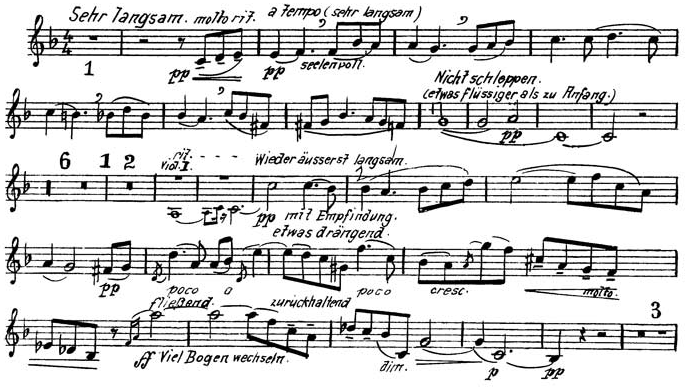 Sehr langsam. molto rit. a tempo (sehr langsam)
1 pp pp seelenvoll.
Nicht schleppen.
(etwas flüssiger als zu Anfang.)
pp
6 1 2 rit. - - - - Wieder äusserst langsam.
Viol. I.
pp mit Empfindung.
etwas drängend.
pp poco a poco cresc. molto.
fließend. zurückhaltend 3
ff Viel Bogen wechseln. dim. p pp